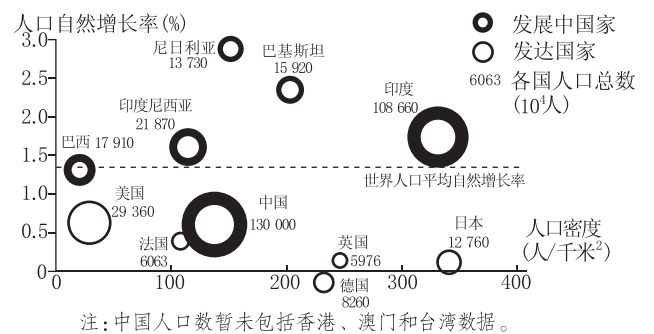 人口自然增长率(%)
发展中国家
发达国家
6063 各国人口总数
(10⁴人)
3.0
2.5
2.0
1.5
1.0
0.5
0
尼日利亚
13 730
巴基斯坦
15 920
印度
108 660
印度尼西亚
21 870
巴西 17 910
世界人口平均自然增长率
美国
29 360
中国
130 000
法国
6063
英国
5976
德国
8260
日本
12 760
人口密度
(人/千米²)
0
100
200
300
400
注:中国人口数暂未包括香港、澳门和台湾数据。